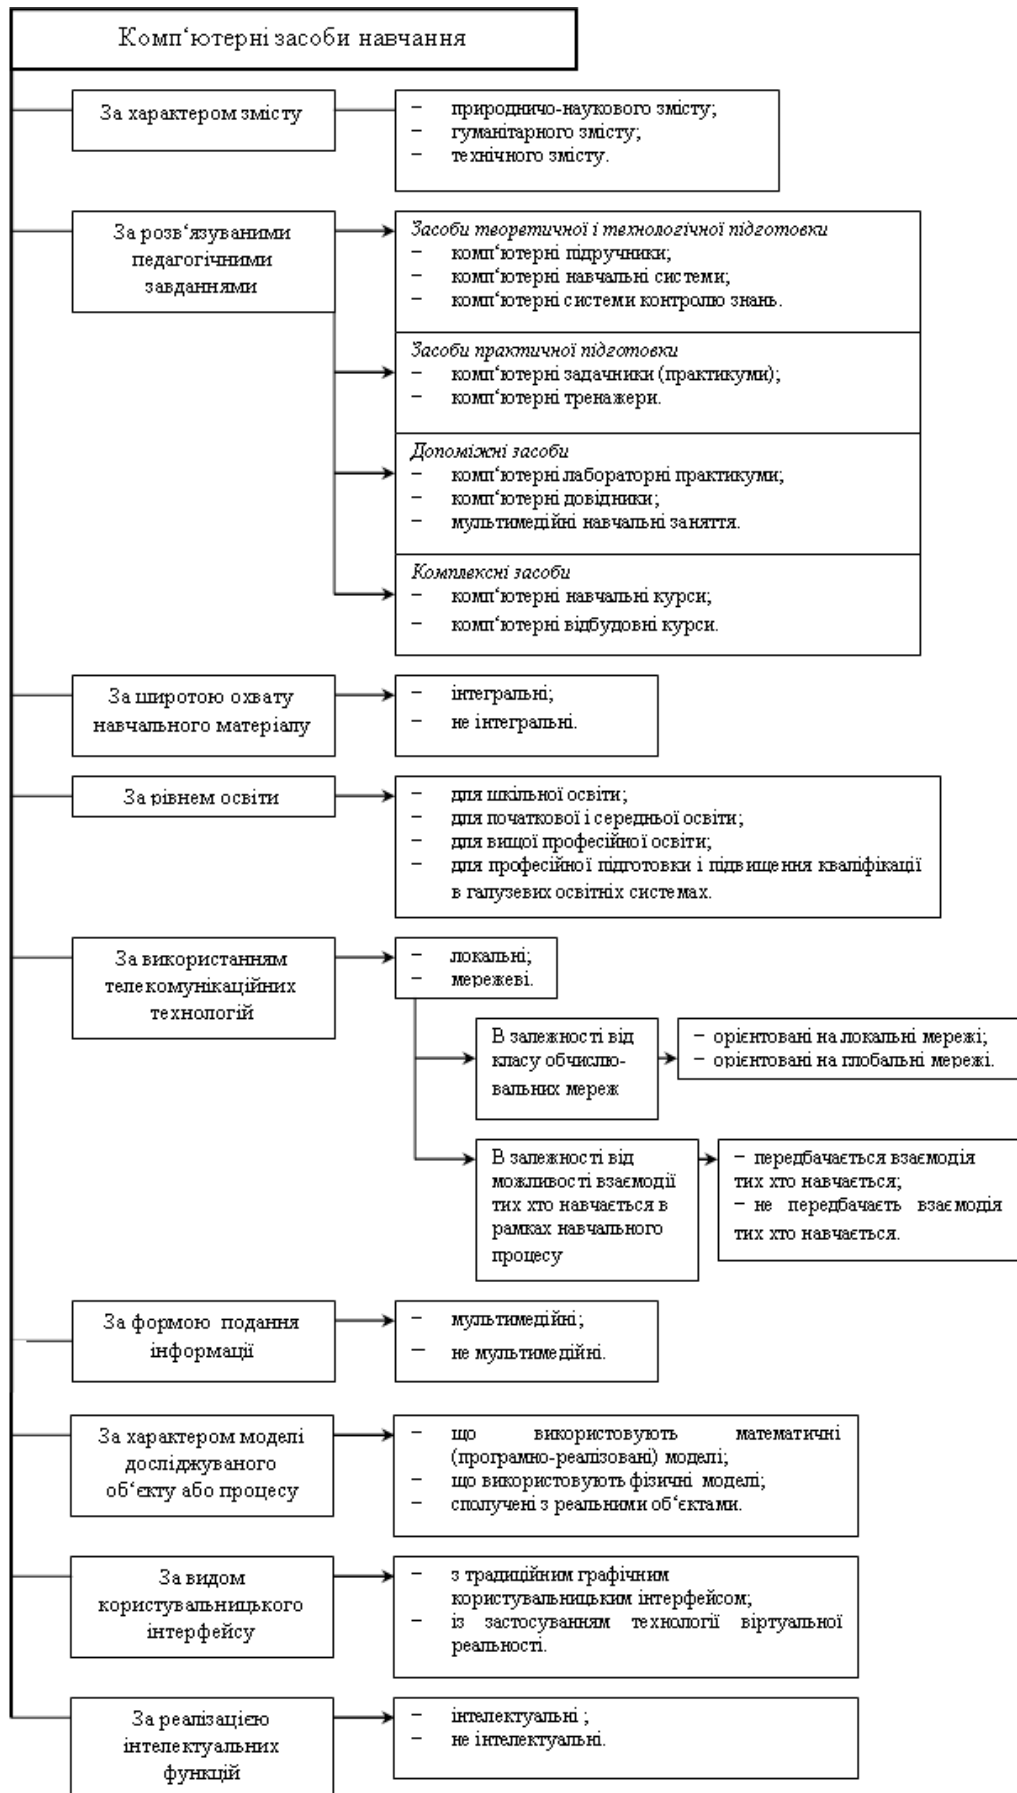 Комп‘ютерні засоби навчання
За характером змісту
− природничо-наукового змісту;
− гуманітарного змісту;
− технічного змісту.
За розв‘язуваними
педагогічними
завданнями
Засоби теоретичної і технологічної підготовки
− комп‘ютерні підручники;
− комп‘ютерні навчальні системи;
− комп‘ютерні системи контролю знань.
Засоби практичної підготовки
− комп‘ютерні задачники (практикуми);
− комп‘ютерні тренажери.
Допоміжні засоби
− комп‘ютерні лабораторні практикуми;
− комп‘ютерні довідники;
− мультимедійні навчальні заняття.
Комплексні засоби
− комп‘ютерні навчальні курси;
− комп‘ютерні відбудовні курси.
За широтою охвату
навчального матеріалу
− інтегральні;
− не інтегральні.
За рівнем освіти
− для шкільної освіти;
− для початкової і середньої освіти;
− для вищої професійної освіти;
− для професійної підготовки і підвищення кваліфікації
в галузевих освітніх системах.
За використанням
телекомунікаційних
технологій
− локальні;
− мережеві.
В залежності від
класу обчислю-
вальних мереж
− орієнтовані на локальні мережі;
− орієнтовані на глобальні мережі.
В залежності від
можливості взаємодії
тих хто навчається в
рамках навчального
процесу
− передбачається взаємодія
тих хто навчається;
− не передбачаєть взаємодія
тих хто навчається.
За формою подання
інформації
− мультимедійні;
− не мультимедійні.
За характером моделі
досліджуваного
об‘єкту або процесу
− що використовують математичні
(програмно-реалізовані) моделі;
− що використовують фізичні моделі;
− сполучені з реальними об‘єктами.
За видом
користувальницького
інтерфейсу
− з традиційним графічним
користувальницьким інтерфейсом;
− із застосуванням технології віртуальної
реальності.
За реалізацією
інтелектуальних
функцій
− інтелектуальні ;
− не інтелектуальні.